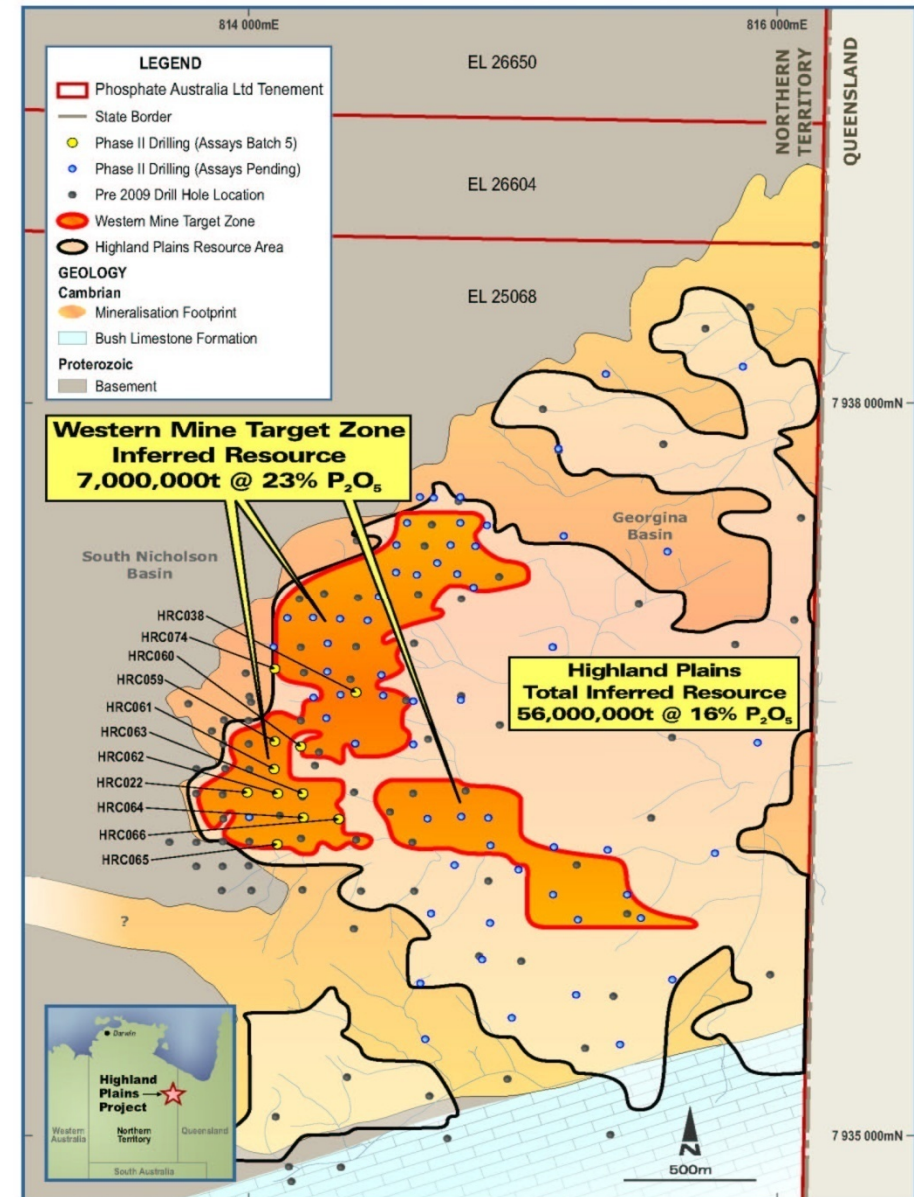 814 000mE
816 000mE
LEGEND
Phosphate Australia Ltd Tenement
State Border
Phase II Drilling (Assays Batch 5)
Phase II Drilling (Assays Pending)
Pre 2009 Drill Hole Location
Western Mine Target Zone
Highland Plains Resource Area
GEOLOGY
Cambrian
Mineralisation Footprint
Bush Limestone Formation
Proterozoic
Basement
EL 26650
EL 26604
EL 25068
NORTHERN
TERRITORY
QUEENSLAND
7 938 000mN
Western Mine Target Zone
Inferred Resource
7,000,000t @ 23% P₂O₅
Georgina
Basin
South Nicholson
Basin
HRC038
HRC074
HRC060
HRC059
HRC061
HRC063
HRC062
HRC022
HRC064
HRC066
HRC065
Highland Plains
Total Inferred Resource
56,000,000t @ 16% P₂O₅
?
Darwin
Highland
Plains
Project
Western
Australia
Northern
Territory
Queensland
South Australia
N
500m
7 935 000mN